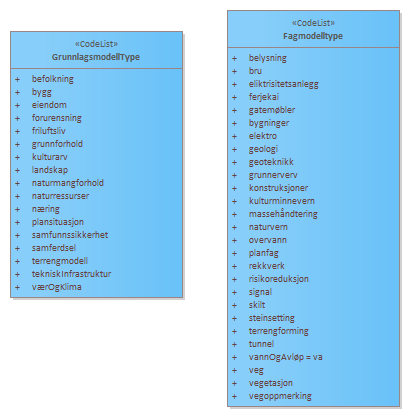 «CodeList»
GrunnlagsmodellType
+ befolkning
+ bygg
+ eiendom
+ forurensning
+ friluftsliv
+ grunnforhold
+ kulturarv
+ landskap
+ naturmangforhold
+ naturressurser
+ næring
+ plansituasjon
+ samfunnssikkerhet
+ samferdsel
+ terrengmodell
+ tekniskInfrastruktur
+ værOgKlima
«CodeList»
Fagmodelltype
+ belysning
+ bru
+ eliktrisitetsanlegg
+ ferjekai
+ gatemøbler
+ bygninger
+ elektro
+ geologi
+ geoteknikk
+ grunnerverv
+ konstruksjoner
+ kulturminnevern
+ massehåndtering
+ naturvern
+ overvann
+ planfag
+ rekkverk
+ risikoreduksjon
+ signal
+ skilt
+ steinsetting
+ terrengforming
+ tunnel
+ vannOgAvløp = va
+ veg
+ vegetasjon
+ vegoppmerking